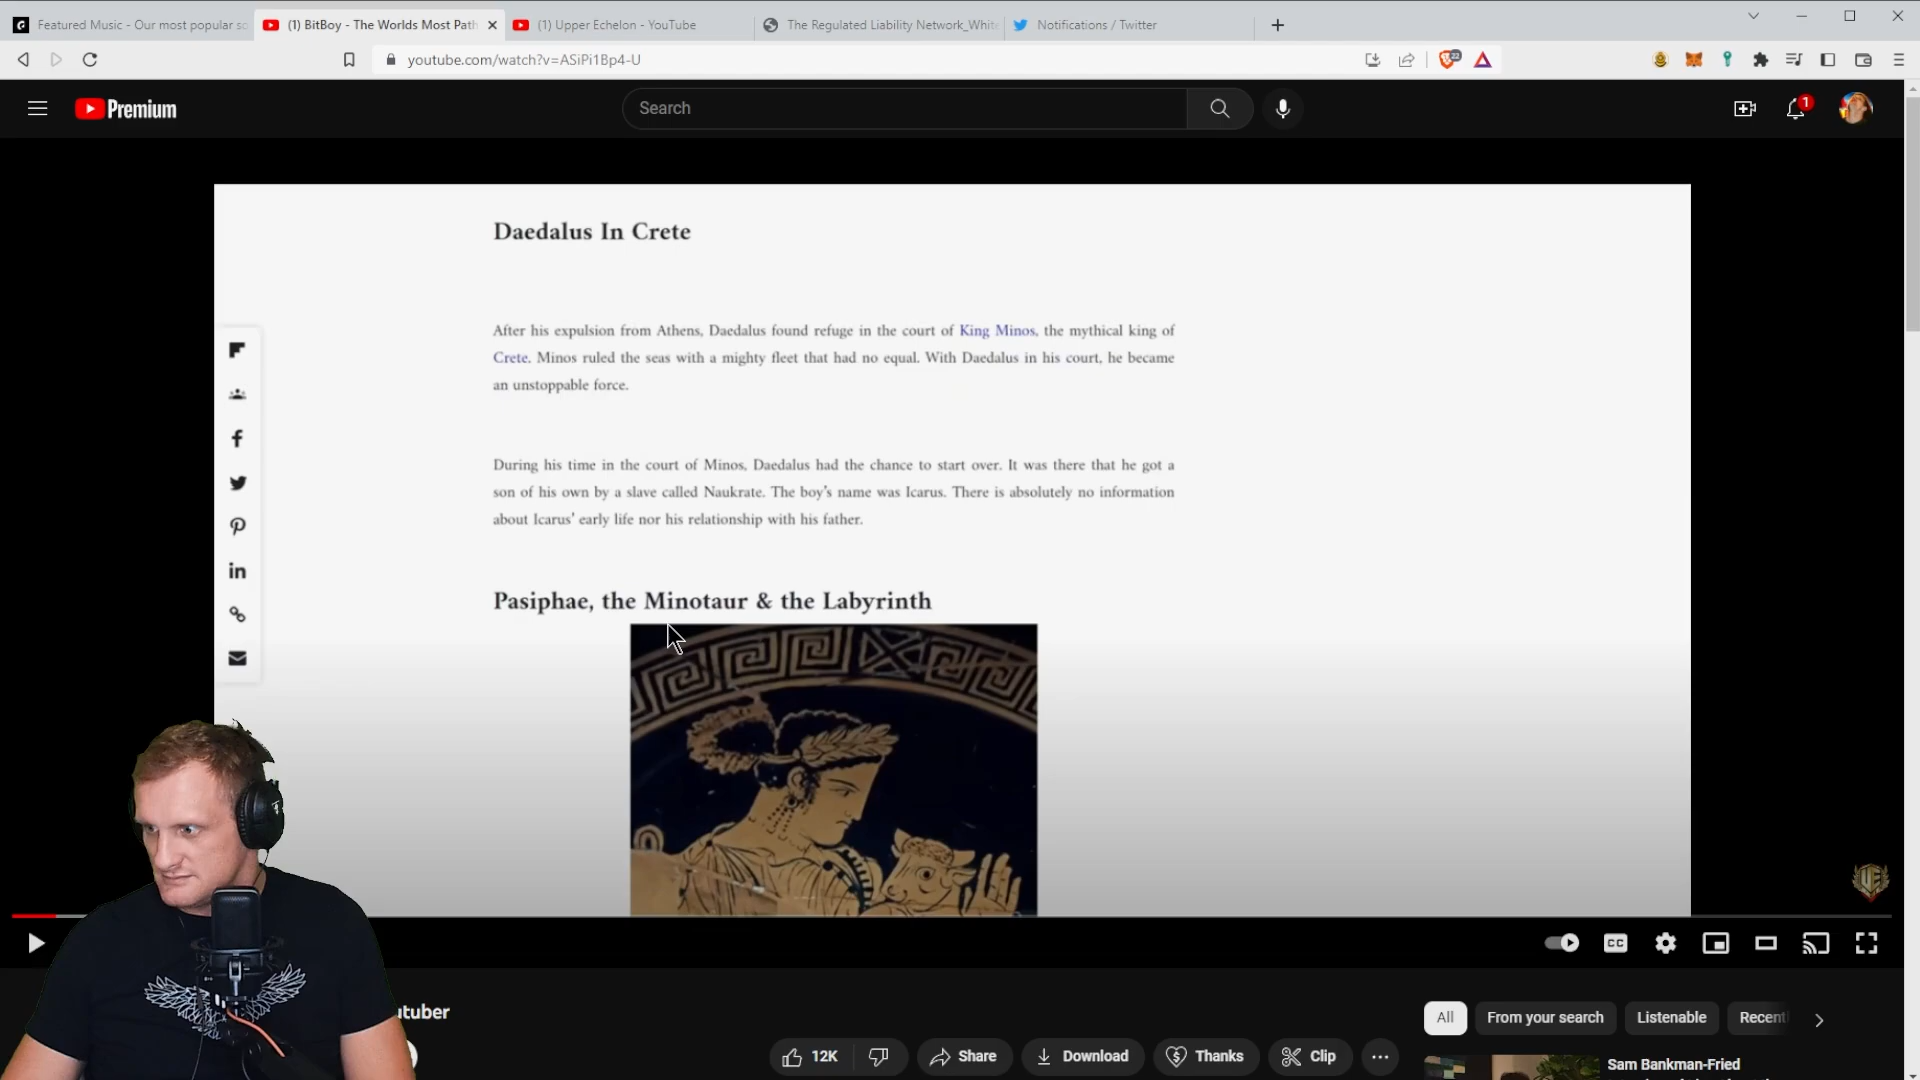 Featured Music - Our most popular so
(1) BitBoy - The Worlds Most Path
(1) Upper Echelon - YouTube
The Regulated Liability Network_White
Notifications / Twitter
youtube.com/watch?v=ASiPi1Bp4-U
Premium
Search
1
Daedalus In Crete
After his expulsion from Athens, Daedalus found refuge in the court of King Minos, the mythical king of
Crete. Minos ruled the seas with a mighty fleet that had no equal. With Daedalus in his court, he became
an unstoppable force.
During his time in the court of Minos, Daedalus had the chance to start over. It was there that he got a
son of his own by a slave called Naukrate. The boy's name was Icarus. There is absolutely no information
about Icarus' early life nor his relationship with his father.
Pasiphae, the Minotaur & the Labyrinth
UE
CC
utuber
All
From your search
Listenable
Recent
12K
Share
Download
Thanks
Clip
Sam Bankman-Fried